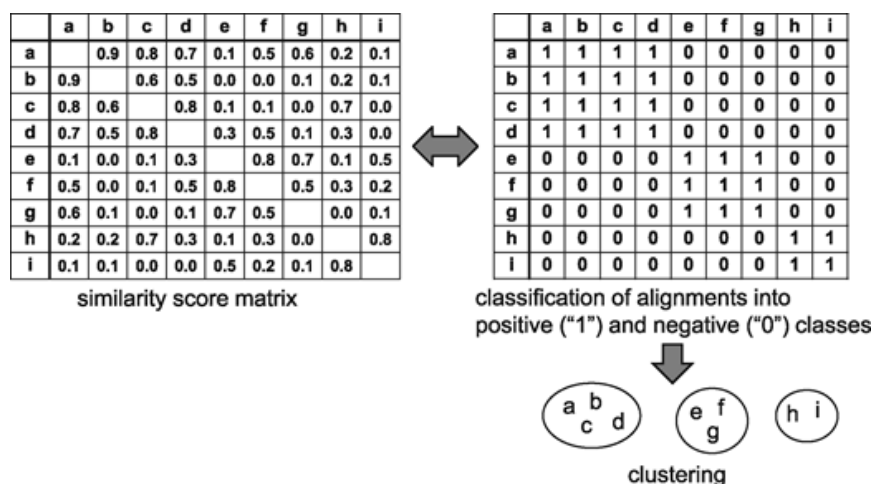 a b c d e f g h i
a 0.9 0.8 0.7 0.1 0.5 0.6 0.2 0.1
b 0.9 0.6 0.5 0.0 0.0 0.1 0.2 0.1
c 0.8 0.6 0.8 0.1 0.1 0.0 0.7 0.0
d 0.7 0.5 0.8 0.3 0.5 0.1 0.3 0.0
e 0.1 0.0 0.1 0.3 0.8 0.7 0.1 0.5
f 0.5 0.0 0.1 0.5 0.8 0.5 0.3 0.2
g 0.6 0.1 0.0 0.1 0.7 0.5 0.0 0.1
h 0.2 0.2 0.7 0.3 0.1 0.3 0.0 0.8
i 0.1 0.1 0.0 0.0 0.5 0.2 0.1 0.8
similarity score matrix
a b c d e f g h i
a 1 1 1 1 0 0 0 0 0
b 1 1 1 1 0 0 0 0 0
c 1 1 1 1 0 0 0 0 0
d 1 1 1 1 0 0 0 0 0
e 0 0 0 0 1 1 1 0 0
f 0 0 0 0 1 1 1 0 0
g 0 0 0 0 1 1 1 0 0
h 0 0 0 0 0 0 0 1 1
i 0 0 0 0 0 0 0 1 1
classification of alignments into
positive ("1") and negative ("0") classes
a b
c d
e f
g
h i
clustering